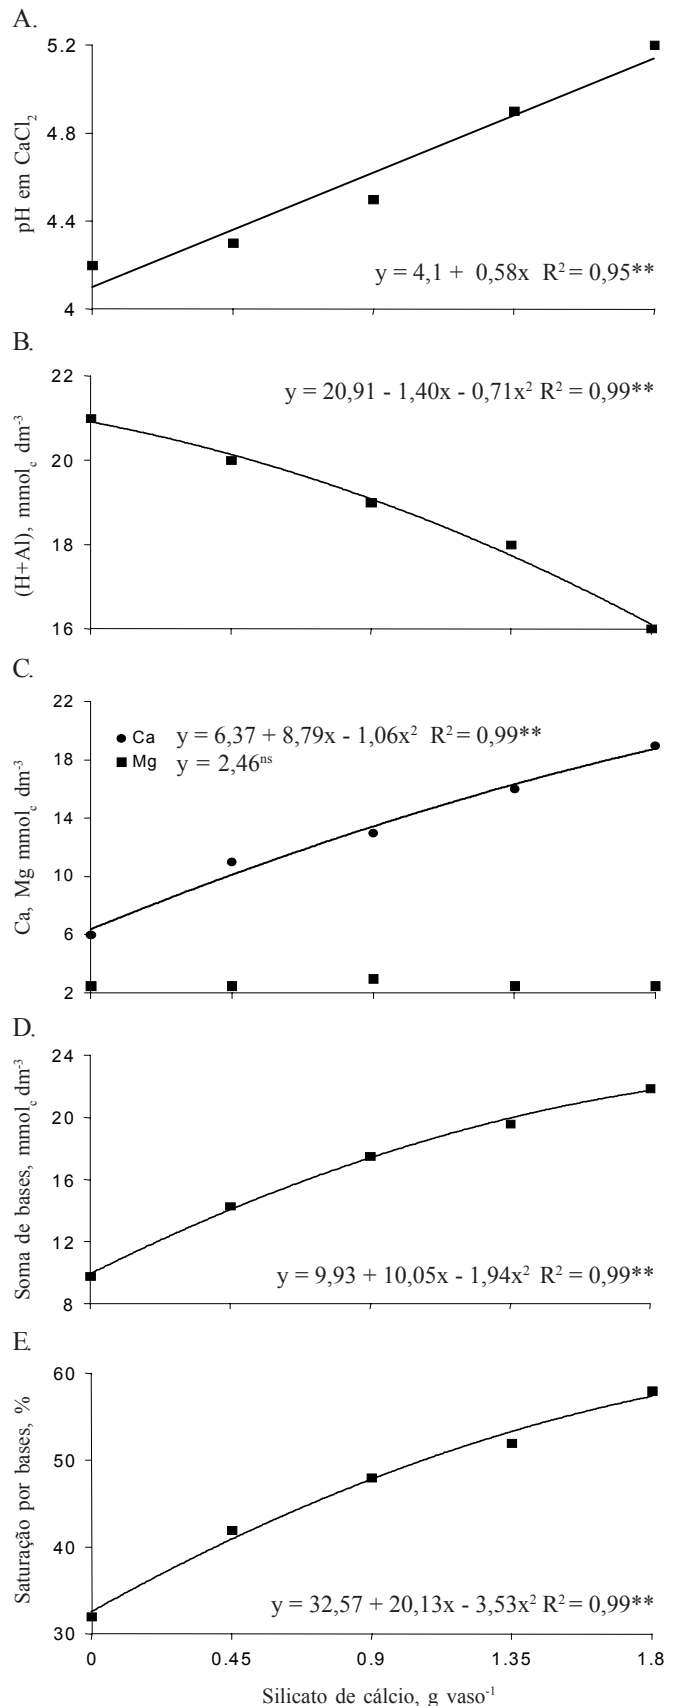 A.
5.2
4.8
4.4
4
pH em CaCl₂
y = 4,1 + 0,58x R² = 0,95**
B.
22
20
18
16
(H+Al), mmol꜀ dm⁻³
y = 20,91 - 1,40x - 0,71x² R² = 0,99**
C.
22
18
14
10
6
2
Ca, Mg mmol꜀ dm⁻³
Ca y = 6,37 + 8,79x - 1,06x² R² = 0,99**
Mg y = 2,46ⁿˢ
D.
24
20
16
12
8
Soma de bases, mmol꜀ dm⁻³
y = 9,93 + 10,05x - 1,94x² R² = 0,99**
E.
60
50
40
30
Saturação por bases, %
y = 32,57 + 20,13x - 3,53x² R² = 0,99**
0 0.45 0.9 1.35 1.8
Silicato de cálcio, g vaso⁻¹